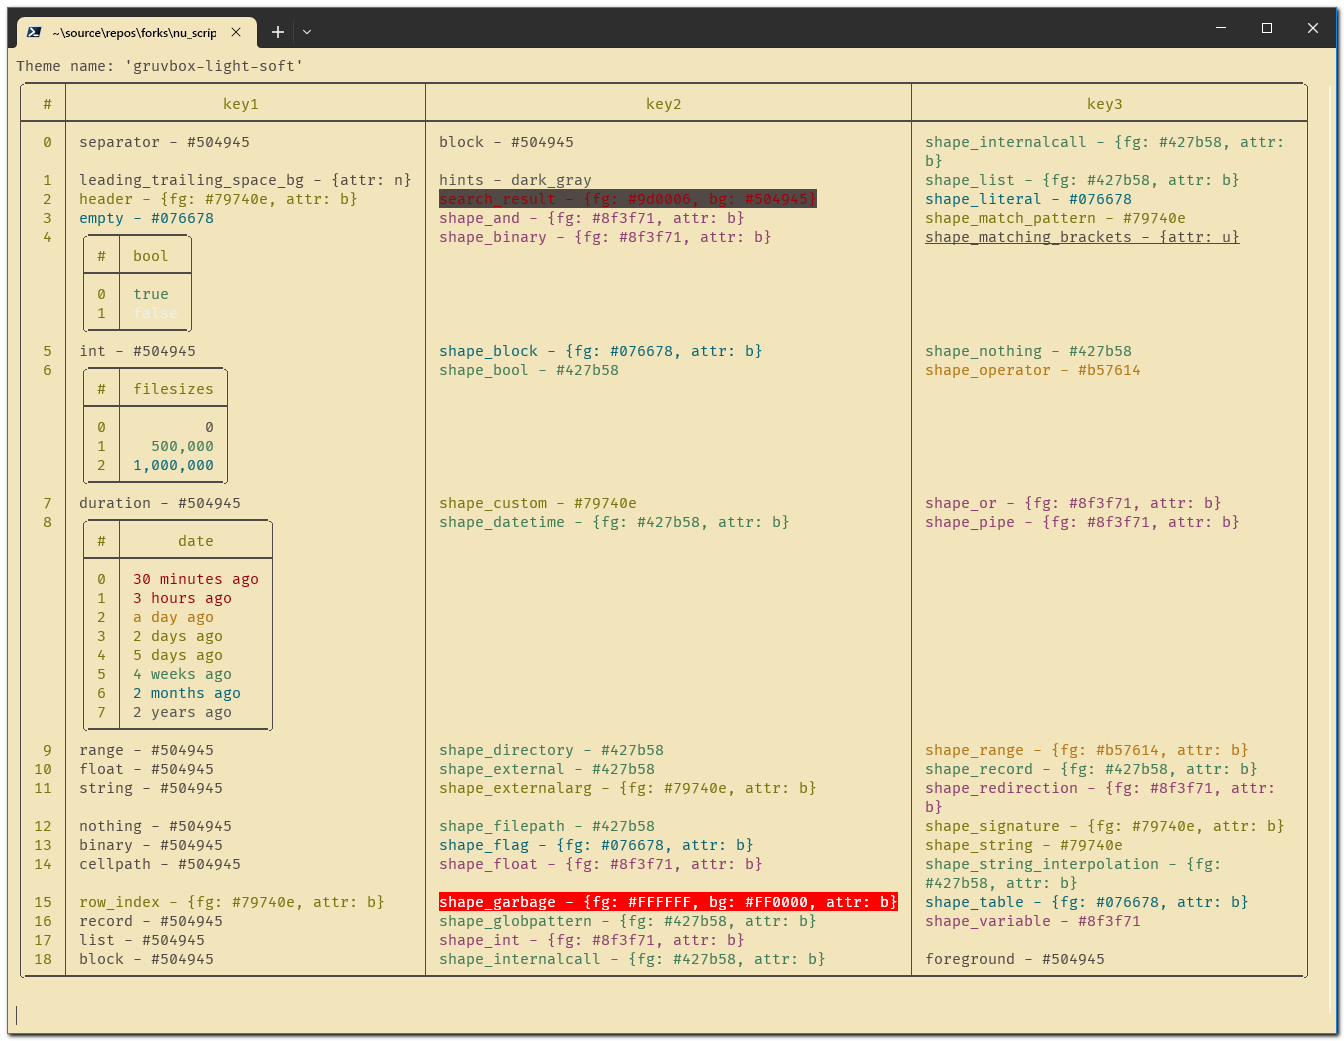 ~\source\repos\forks\nu_scrip
Theme name: 'gruvbox-light-soft'
# key1 key2 key3
0 separator - #504945 block - #504945 shape_internalcall - {fg: #427b58, attr:
b}
1 leading_trailing_space_bg - {attr: n} hints - dark_gray shape_list - {fg: #427b58, attr: b}
2 header - {fg: #79740e, attr: b} search_result - {fg: #9d0006, bg: #504945} shape_literal - #076678
3 empty - #076678 shape_and - {fg: #8f3f71, attr: b} shape_match_pattern - #79740e
4 shape_binary - {fg: #8f3f71, attr: b} shape_matching_brackets - {attr: u}
# bool
0 true
1 false
5 int - #504945 shape_block - {fg: #076678, attr: b} shape_nothing - #427b58
6 shape_bool - #427b58 shape_operator - #b57614
# filesizes
0 0
1 500,000
2 1,000,000
7 duration - #504945 shape_custom - #79740e shape_or - {fg: #8f3f71, attr: b}
8 shape_datetime - {fg: #427b58, attr: b} shape_pipe - {fg: #8f3f71, attr: b}
# date
0 30 minutes ago
1 3 hours ago
2 a day ago
3 2 days ago
4 5 days ago
5 4 weeks ago
6 2 months ago
7 2 years ago
9 range - #504945 shape_directory - #427b58 shape_range - {fg: #b57614, attr: b}
10 float - #504945 shape_external - #427b58 shape_record - {fg: #427b58, attr: b}
11 string - #504945 shape_externalarg - {fg: #79740e, attr: b} shape_redirection - {fg: #8f3f71, attr:
b}
12 nothing - #504945 shape_filepath - #427b58 shape_signature - {fg: #79740e, attr: b}
13 binary - #504945 shape_flag - {fg: #076678, attr: b} shape_string - #79740e
14 cellpath - #504945 shape_float - {fg: #8f3f71, attr: b} shape_string_interpolation - {fg:
#427b58, attr: b}
15 row_index - {fg: #79740e, attr: b} shape_garbage - {fg: #FFFFFF, bg: #FF0000, attr: b} shape_table - {fg: #076678, attr: b}
16 record - #504945 shape_globpattern - {fg: #427b58, attr: b} shape_variable - #8f3f71
17 list - #504945 shape_int - {fg: #8f3f71, attr: b}
18 block - #504945 shape_internalcall - {fg: #427b58, attr: b} foreground - #504945